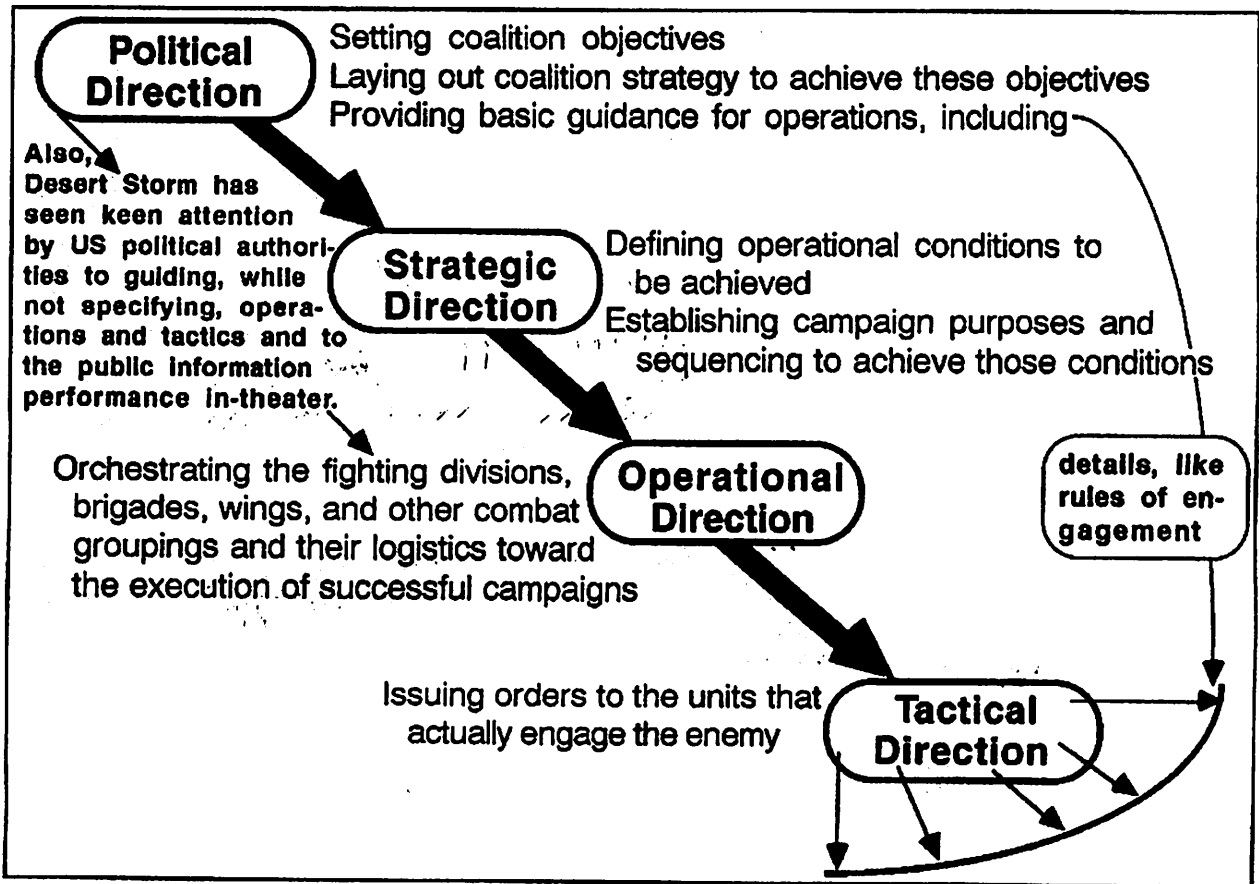 Political
Direction
Setting coalition objectives
Laying out coalition strategy to achieve these objectives
Providing basic guidance for operations, including
Also,
Desert Storm has
seen keen attention
by US political authori-
ties to guiding, while
not specifying, opera-
tions and tactics and to
the public information
performance in-theater.
Strategic
Direction
Defining operational conditions to
be achieved
Establishing campaign purposes and
sequencing to achieve those conditions
Orchestrating the fighting divisions,
brigades, wings, and other combat
groupings and their logistics toward
the execution of successful campaigns
Operational
Direction
details, like
rules of en-
gagement
Issuing orders to the units that
actually engage the enemy
Tactical
Direction